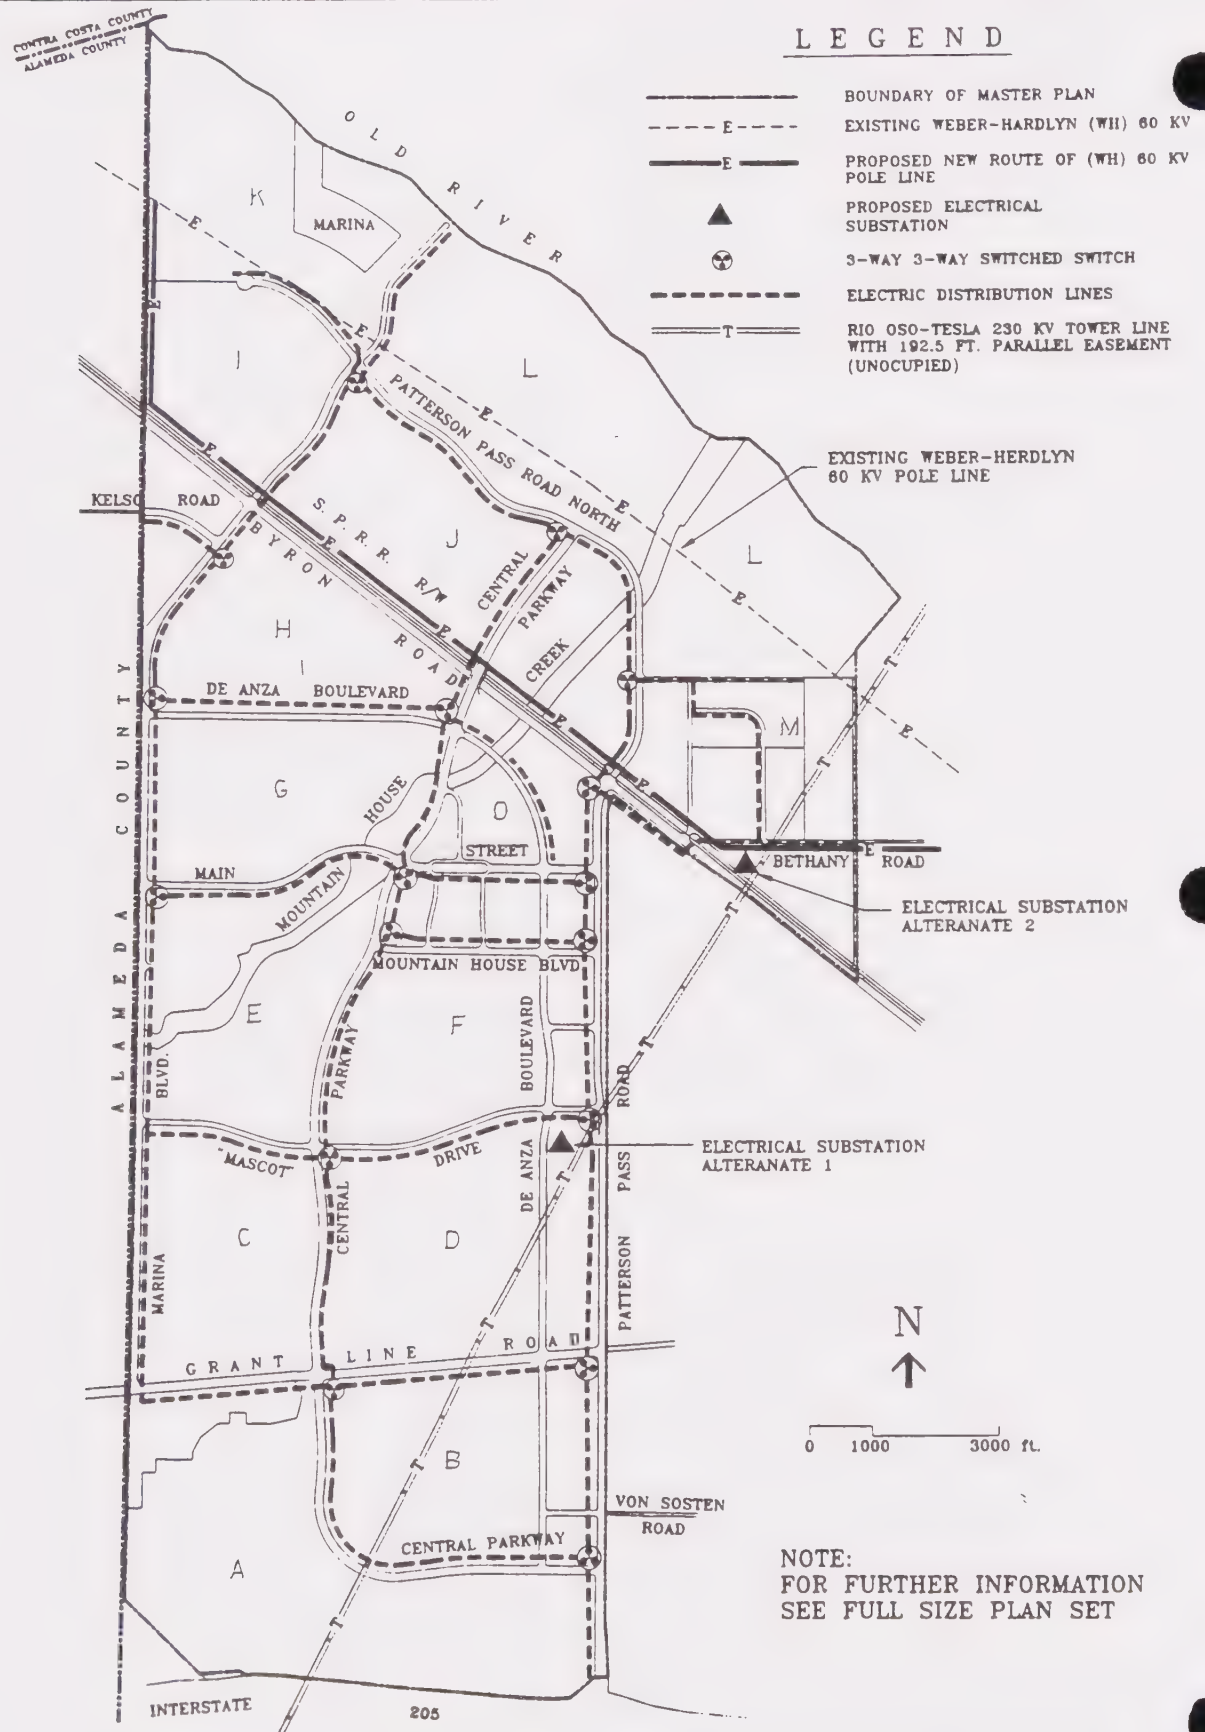 CONTRA COSTA COUNTY
ALAMEDA COUNTY
LEGEND
BOUNDARY OF MASTER PLAN
E
EXISTING WEBER-HARDLYN (WH) 60 KV
E
PROPOSED NEW ROUTE OF (WH) 60 KV
POLE LINE
PROPOSED ELECTRICAL
SUBSTATION
3-WAY 3-WAY SWITCHED SWITCH
ELECTRIC DISTRIBUTION LINES
T
RIO OSO-TESLA 230 KV TOWER LINE
WITH 192.5 FT. PARALLEL EASEMENT
(UNOCUPIED)
OLD RIVER
K
MARINA
E
E
E
I
L
E
PATTERSON PASS ROAD NORTH
E
EXISTING WEBER-HERDLYN
60 KV POLE LINE
E
KELSO ROAD
S. P. R. R. R/W
E
BYRON ROAD
J
CENTRAL
PARKWAY
L
E
H
I
E
CREEK
T
DE ANZA BOULEVARD
E
M
E
T
ALAMEDA COUNTY
G
HOUSE
O
E
STREET
MAIN
BETHANY E ROAD
MOUNTAIN
T
ELECTRICAL SUBSTATION
ALTERANATE 2
MOUNTAIN HOUSE BLVD
E
F
BOULEVARD
T
BLVD.
PARKWAY
ROAD
ELECTRICAL SUBSTATION
ALTERANATE 1
"MASCOT"
DRIVE
T
DE ANZA
PASS
C
CENTRAL
D
MARINA
PATTERSON
T
N
GRANT LINE ROAD
0 1000 3000 ft.
T
B
VON SOSTEN
ROAD
CENTRAL PARKWAY
A
NOTE:
FOR FURTHER INFORMATION
SEE FULL SIZE PLAN SET
T
INTERSTATE 205